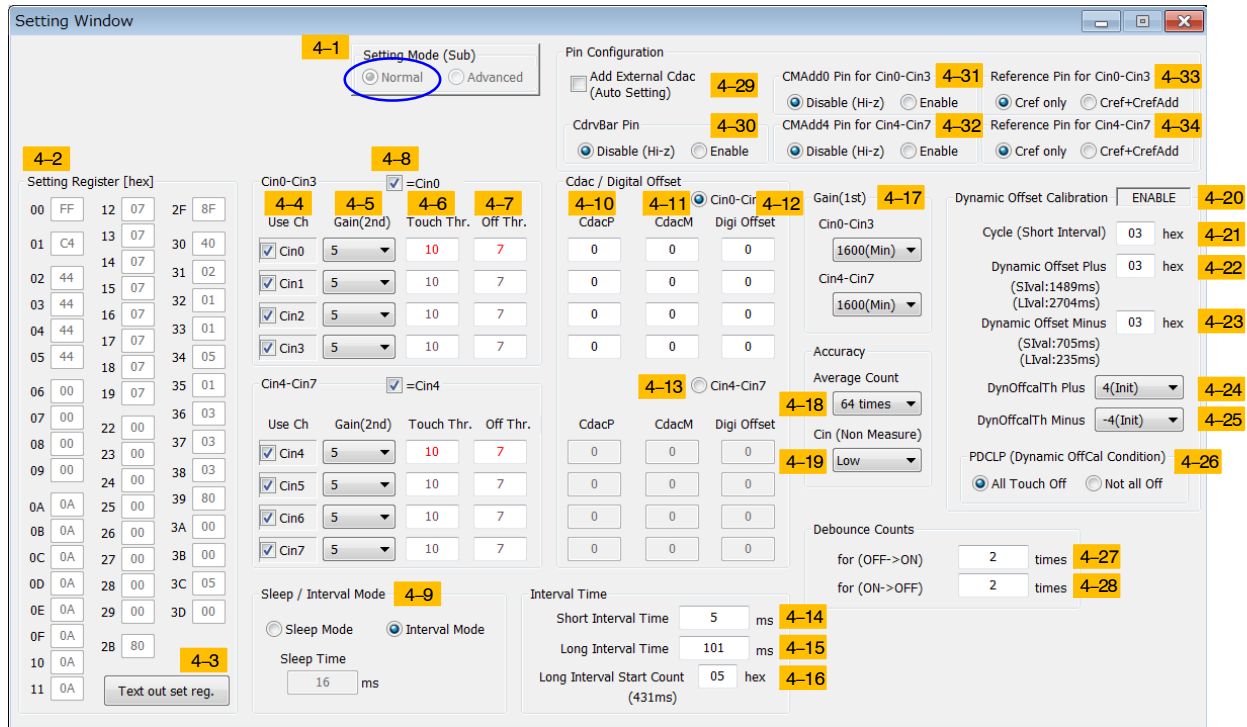 Setting Window
4–1
Setting Mode (Sub)
Normal Advanced
Pin Configuration
Add External Cdac
(Auto Setting)
4–29
CMAdd0 Pin for Cin0-Cin3 4–31
Disable (Hi-z) Enable
Reference Pin for Cin0-Cin3 4–33
Cref only Cref+CrefAdd
CdrvBar Pin 4–30
Disable (Hi-z) Enable
CMAdd4 Pin for Cin4-Cin7 4–32
Disable (Hi-z) Enable
Reference Pin for Cin4-Cin7 4–34
Cref only Cref+CrefAdd
4–2
Setting Register [hex]
00 FF 12 07 2F 8F
01 C4 13 07 30 40
02 44 14 07 31 02
03 44 15 07 32 01
04 44 16 07 33 01
05 44 17 07 34 05
18 07
06 00 19 07 35 01
07 00 22 00 36 03
08 00 23 00 37 03
09 00 24 00 38 03
0A 0A 25 00 39 80
0B 0A 26 00 3A 00
0C 0A 27 00 3B 00
0D 0A 28 00 3C 05
0E 0A 29 00 3D 00
0F 0A 2B 80
10 0A
11 0A
4–3
Text out set reg.
4–8
Cin0-Cin3 =Cin0
4–4 4–5 4–6 4–7
Use Ch Gain(2nd) Touch Thr. Off Thr.
Cin0 5 10 7
Cin1 5 10 7
Cin2 5 10 7
Cin3 5 10 7
Cin4-Cin7 =Cin4
Use Ch Gain(2nd) Touch Thr. Off Thr.
Cin4 5 10 7
Cin5 5 10 7
Cin6 5 10 7
Cin7 5 10 7
Sleep / Interval Mode 4–9
Sleep Mode Interval Mode
Sleep Time
16 ms
Cdac / Digital Offset
4–10 4–11 Cin0-Cin 4–12
CdacP CdacM Digi Offset
0 0 0
0 0 0
0 0 0
0 0 0
4–13 Cin4-Cin7
CdacP CdacM Digi Offset
0 0 0
0 0 0
0 0 0
0 0 0
Interval Time
Short Interval Time 5 ms 4–14
Long Interval Time 101 ms 4–15
Long Interval Start Count 05 hex 4–16
(431ms)
Gain(1st) 4–17
Cin0-Cin3
1600(Min)
Cin4-Cin7
1600(Min)
Accuracy
Average Count
4–18 64 times
Cin (Non Measure)
4–19 Low
Dynamic Offset Calibration ENABLE 4–20
Cycle (Short Interval) 03 hex 4–21
Dynamic Offset Plus 03 hex 4–22
(SIval:1489ms)
(LIval:2704ms)
Dynamic Offset Minus 03 hex 4–23
(SIval:705ms)
(LIval:235ms)
DynOffcalTh Plus 4(Init) 4–24
DynOffcalTh Minus -4(Init) 4–25
PDCLP (Dynamic OffCal Condition) 4–26
All Touch Off Not all Off
Debounce Counts
for (OFF->ON) 2 times 4–27
for (ON->OFF) 2 times 4–28